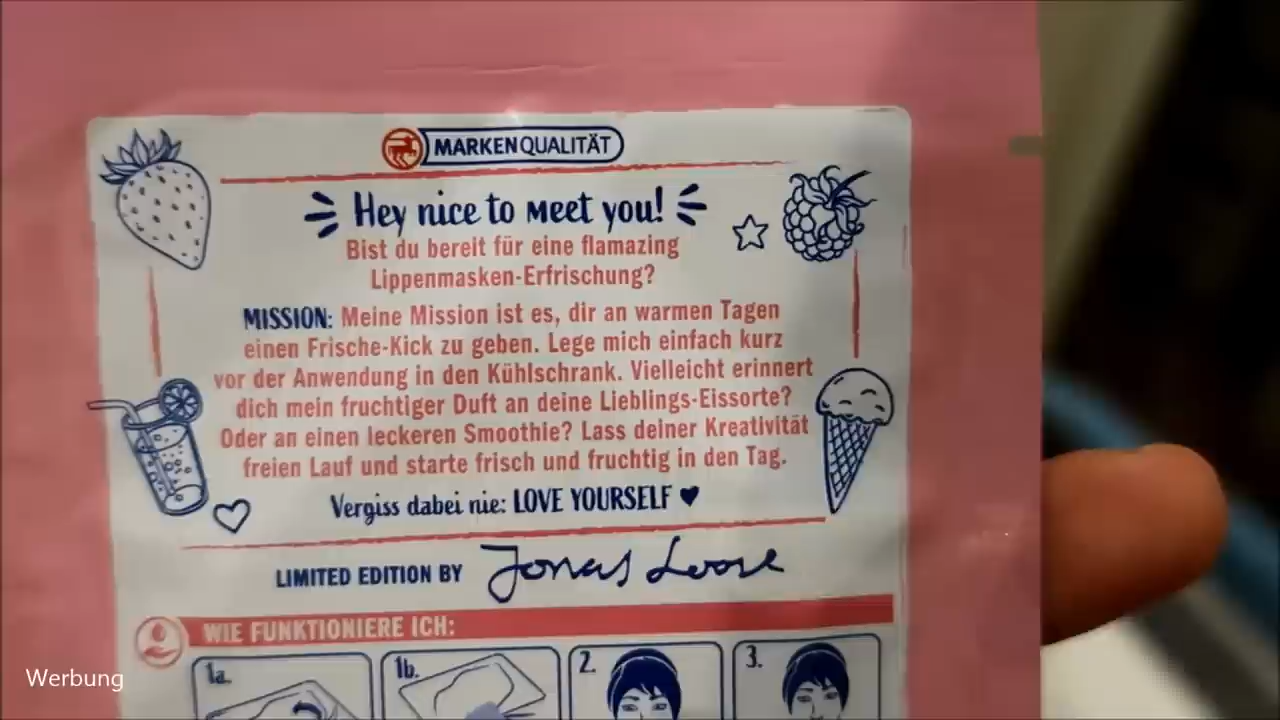 MARKENQUALITÄT
Hey nice to meet you!
Bist du bereit für eine flamazing
Lippenmasken-Erfrischung?
MISSION: Meine Mission ist es, dir an warmen Tagen
einen Frische-Kick zu geben. Lege mich einfach kurz
vor der Anwendung in den Kühlschrank. Vielleicht erinnert
dich mein fruchtiger Duft an deine Lieblings-Eissorte?
Oder an einen leckeren Smoothie? Lass deiner Kreativität
freien Lauf und starte frisch und fruchtig in den Tag.
Vergiss dabei nie: LOVE YOURSELF ♥
LIMITED EDITION BY Jonas Loose
WIE FUNKTIONIERE ICH:
1a. 1b. 2. 3.
Werbung